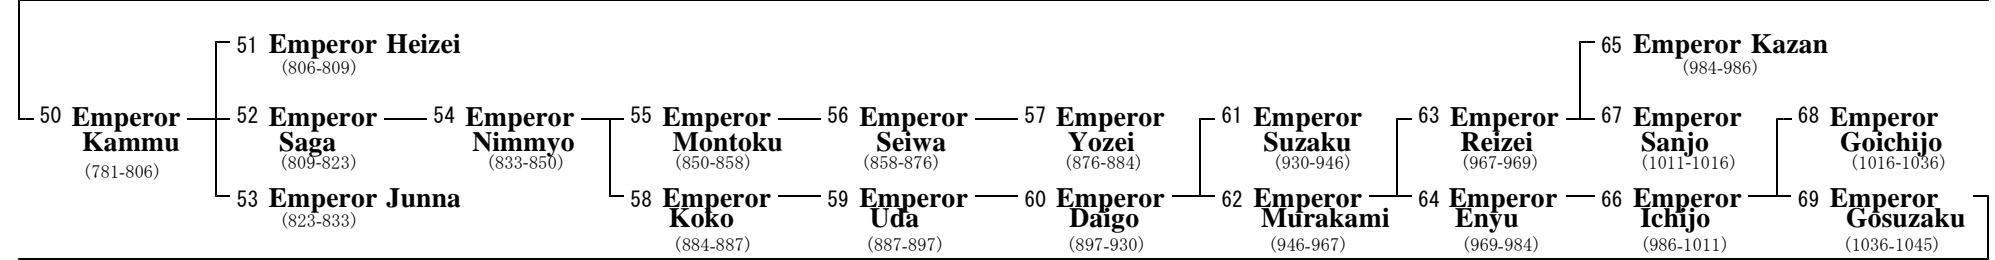 51 Emperor Heizei
(806-809)
65 Emperor Kazan
(984-986)
50 Emperor
Kammu
(781-806)
52 Emperor
Saga
(809-823)
54 Emperor
Nimmyo
(833-850)
55 Emperor
Montoku
(850-858)
56 Emperor
Seiwa
(858-876)
57 Emperor
Yozei
(876-884)
61 Emperor
Suzaku
(930-946)
63 Emperor
Reizei
(967-969)
67 Emperor
Sanjo
(1011-1016)
68 Emperor
Goichijo
(1016-1036)
53 Emperor Junna
(823-833)
58 Emperor
Koko
(884-887)
59 Emperor
Uda
(887-897)
60 Emperor
Daigo
(897-930)
62 Emperor
Murakami
(946-967)
64 Emperor
Enyu
(969-984)
66 Emperor
Ichijo
(986-1011)
69 Emperor
Gosuzaku
(1036-1045)